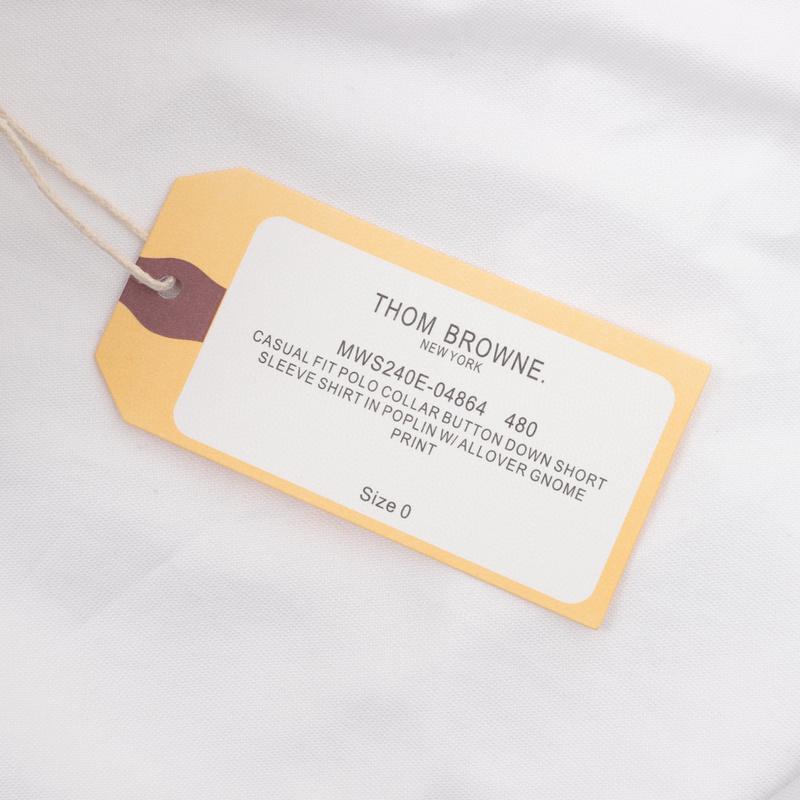 THOM BROWNE.
NEW YORK
MWS240E-04864 480
CASUAL FIT POLO COLLAR BUTTON DOWN SHORT
SLEEVE SHIRT IN POPLIN W/ ALLOVER GNOME
PRINT
Size 0